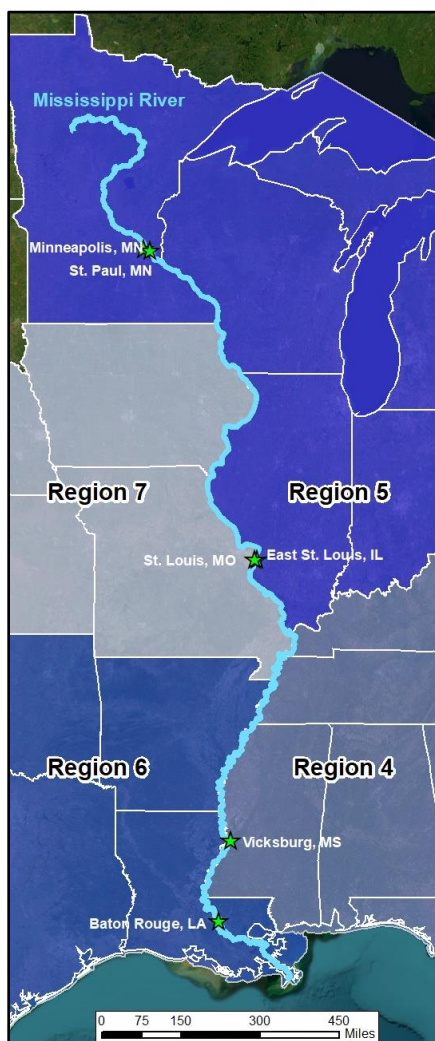 Mississippi River
Minneapolis, MN
St. Paul, MN
Region 7
Region 5
St. Louis, MO
East St. Louis, IL
Region 6
Region 4
Vicksburg, MS
Baton Rouge, LA
0 75 150 300 450
Miles